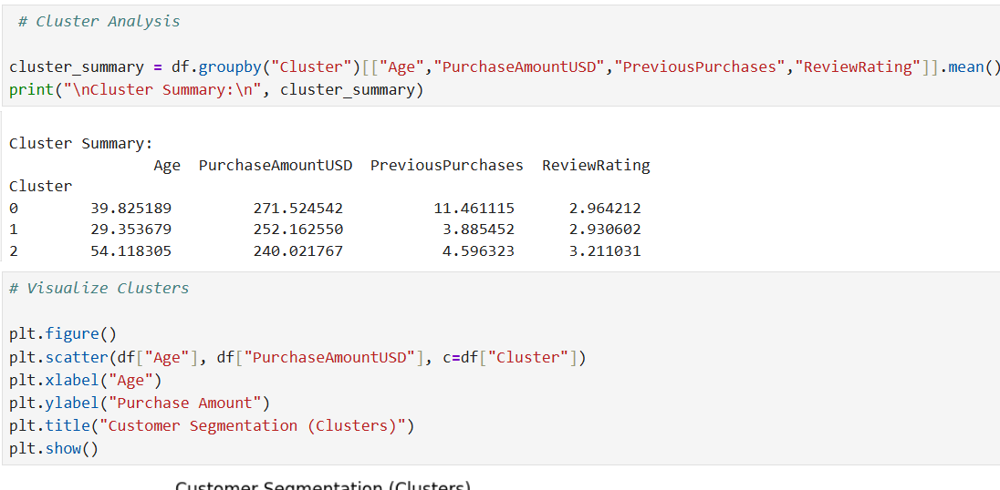 # Cluster Analysis
cluster_summary = df.groupby("Cluster")[["Age","PurchaseAmountUSD","PreviousPurchases","ReviewRating"]].mean()
print("\nCluster Summary:\n", cluster_summary)
Cluster Summary:
Age PurchaseAmountUSD PreviousPurchases ReviewRating
Cluster
0 39.825189 271.524542 11.461115 2.964212
1 29.353679 252.162550 3.885452 2.930602
2 54.118305 240.021767 4.596323 3.211031
# Visualize Clusters
plt.figure()
plt.scatter(df["Age"], df["PurchaseAmountUSD"], c=df["Cluster"])
plt.xlabel("Age")
plt.ylabel("Purchase Amount")
plt.title("Customer Segmentation (Clusters)")
plt.show()
Customer Segmentation (Clusters)